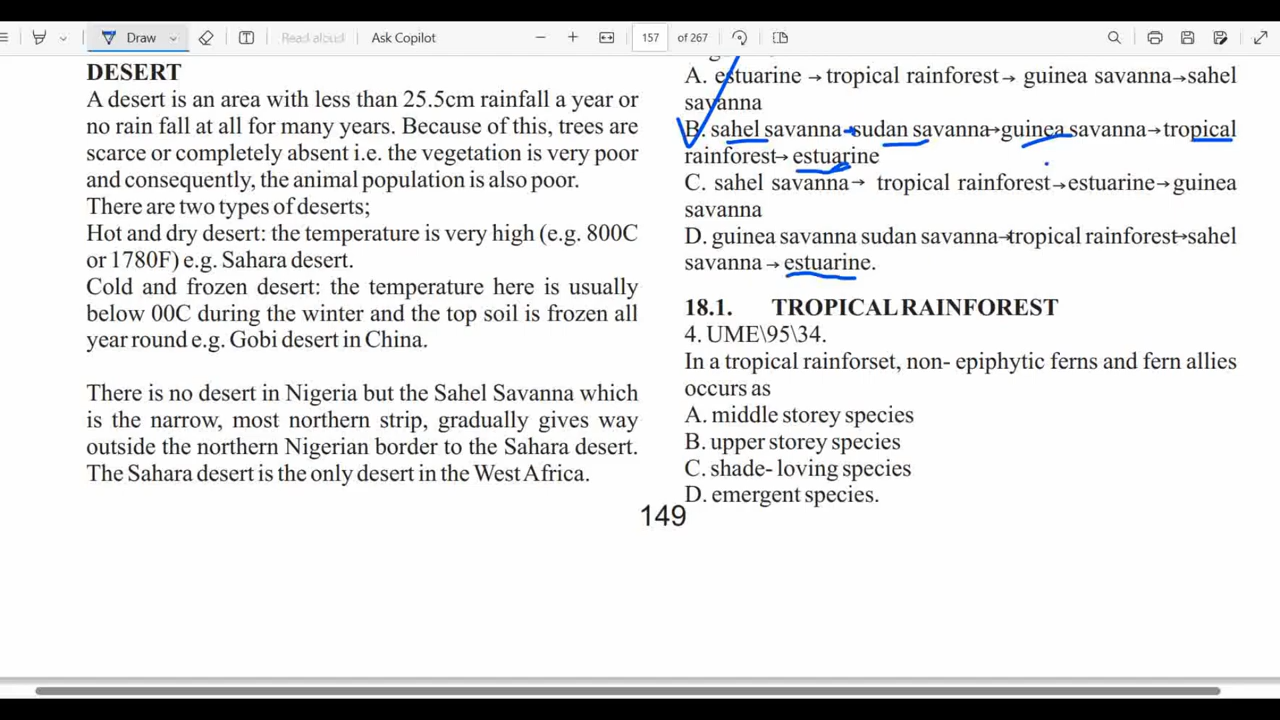 Draw
Read aloud
Ask Copilot
157
of 267
DESERT
A desert is an area with less than 25.5cm rainfall a year or
no rain fall at all for many years. Because of this, trees are
scarce or completely absent i.e. the vegetation is very poor
and consequently, the animal population is also poor.
There are two types of deserts;
Hot and dry desert: the temperature is very high (e.g. 800C
or 1780F) e.g. Sahara desert.
Cold and frozen desert: the temperature here is usually
below 00C during the winter and the top soil is frozen all
year round e.g. Gobi desert in China.
There is no desert in Nigeria but the Sahel Savanna which
is the narrow, most northern strip, gradually gives way
outside the northern Nigerian border to the Sahara desert.
The Sahara desert is the only desert in the West Africa.
A. estuarine → tropical rainforest → guinea savanna→sahel
savanna
B. sahel savanna→sudan savanna→guinea savanna→tropical
rainforest→ estuarine
C. sahel savanna→ tropical rainforest→estuarine→guinea
savanna
D. guinea savanna sudan savanna→tropical rainforest→sahel
savanna → estuarine.
18.1. TROPICAL RAINFOREST
4. UME\95\34.
In a tropical rainforset, non- epiphytic ferns and fern allies
occurs as
A. middle storey species
B. upper storey species
C. shade- loving species
D. emergent species.
149